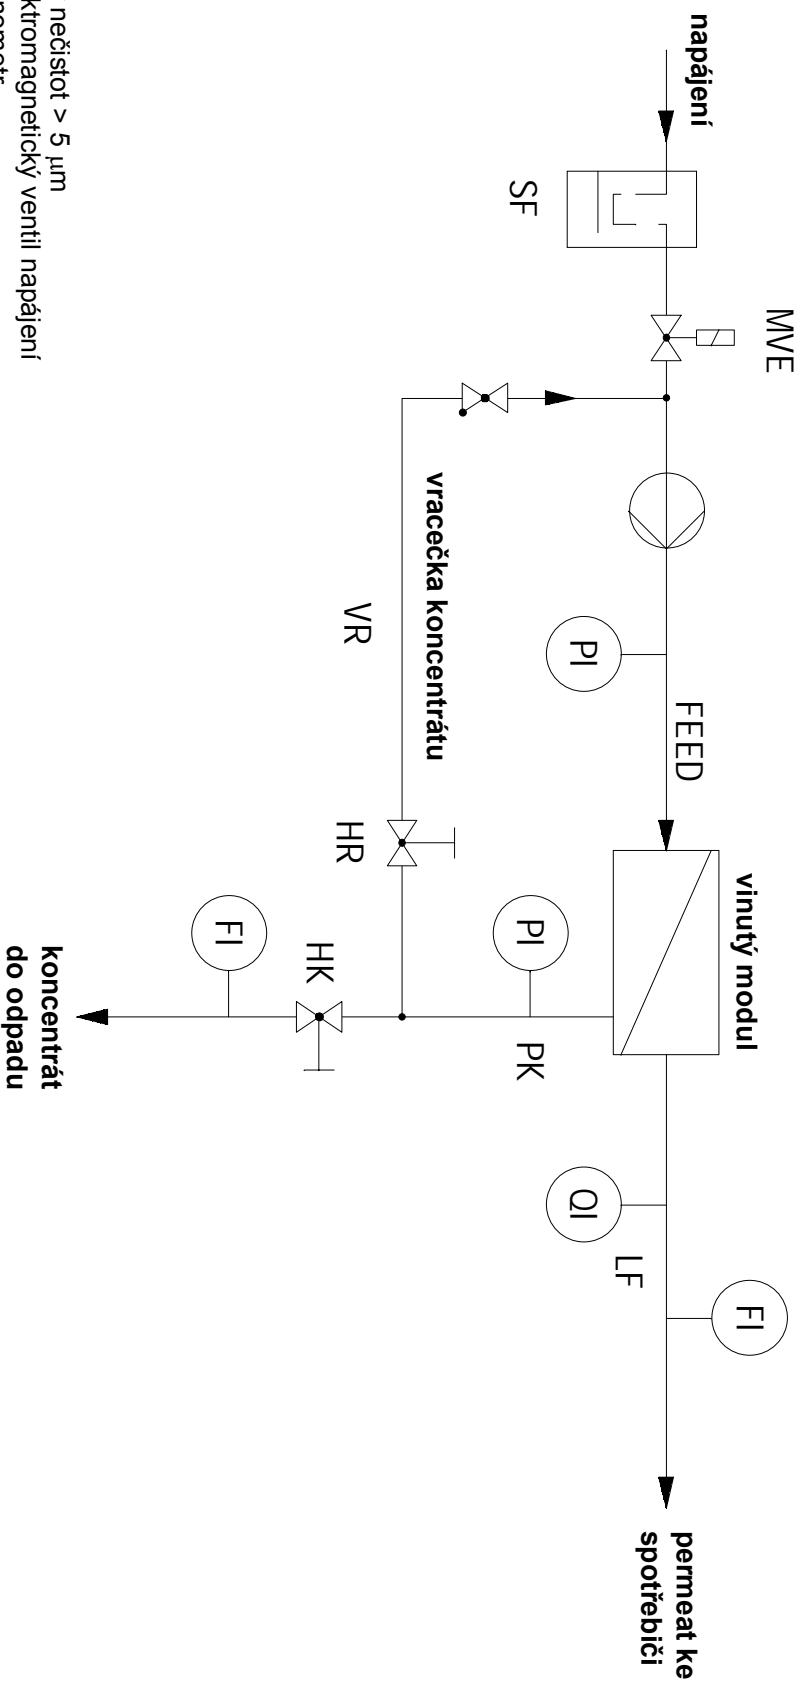 napájení
SF
MVE
vracečka koncentrátu
VR
PI
FEED
HR
vinutý modul
PI
PK
HK
FI
koncentrát
do odpadu
QI
LF
FI
permeat ke
spotřebiči
nečistot > 5 μm
ktromagnetický ventil napájení